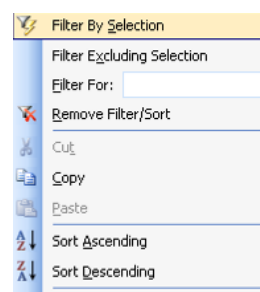 Filter By Selection
Filter Excluding Selection
Filter For:
Remove Filter/Sort
Cut
Copy
Paste
Sort Ascending
Sort Descending